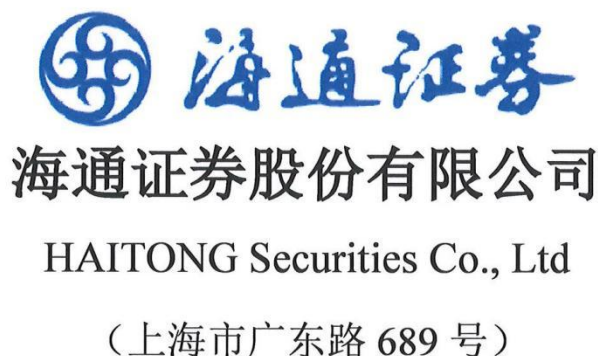 海通证券
海通证券股份有限公司
HAITONG Securities Co., Ltd
（上海市广东路 689 号）